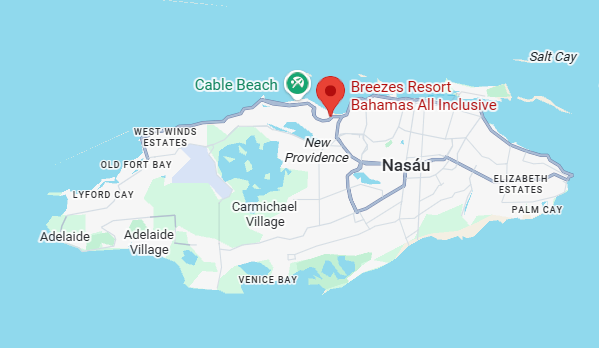 Salt Cay
Cable Beach
Breezes Resort
Bahamas All Inclusive
WEST WINDS
ESTATES
New
Providence
OLD FORT BAY
Nasáu
ELIZABETH
ESTATES
LYFORD CAY
Carmichael
Village
PALM CAY
Adelaide
Adelaide
Village
VENICE BAY